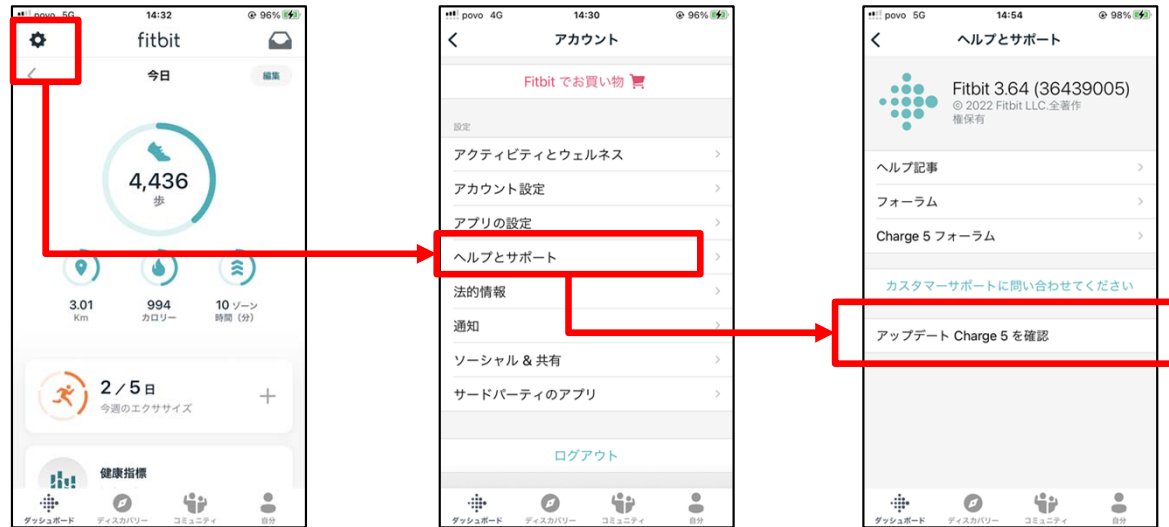 povo 5G 14:32 96%
fitbit
今日
編集
4,436
歩
3.01
Km
994
カロリー
10 ゾーン
時間（分）
2／5日
今週のエクササイズ
健康指標
ダッシュボード
ディスカバリー
コミュニティ
自分
povo 4G 14:30 96%
アカウント
Fitbit でお買い物
設定
アクティビティとウェルネス
アカウント設定
アプリの設定
ヘルプとサポート
法的情報
通知
ソーシャル & 共有
サードパーティのアプリ
ログアウト
ダッシュボード
ディスカバリー
コミュニティ
自分
povo 5G 14:54 98%
ヘルプとサポート
Fitbit 3.64 (36439005)
© 2022 Fitbit LLC.全著作
権保有
ヘルプ記事
フォーラム
Charge 5 フォーラム
カスタマーサポートに問い合わせてください
アップデート Charge 5 を確認
ダッシュボード
ディスカバリー
コミュニティ
自分